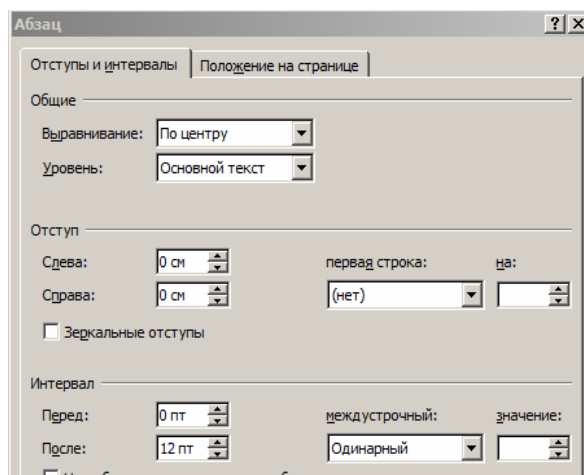 Абзац
Отступы и интервалы Положение на странице
Общие
Выравнивание: По центру
Уровень: Основной текст
Отступ
Слева: 0 см первая строка: на:
Справа: 0 см (нет)
Зеркальные отступы
Интервал
Перед: 0 пт междустрочный: значение:
После: 12 пт Одинарный